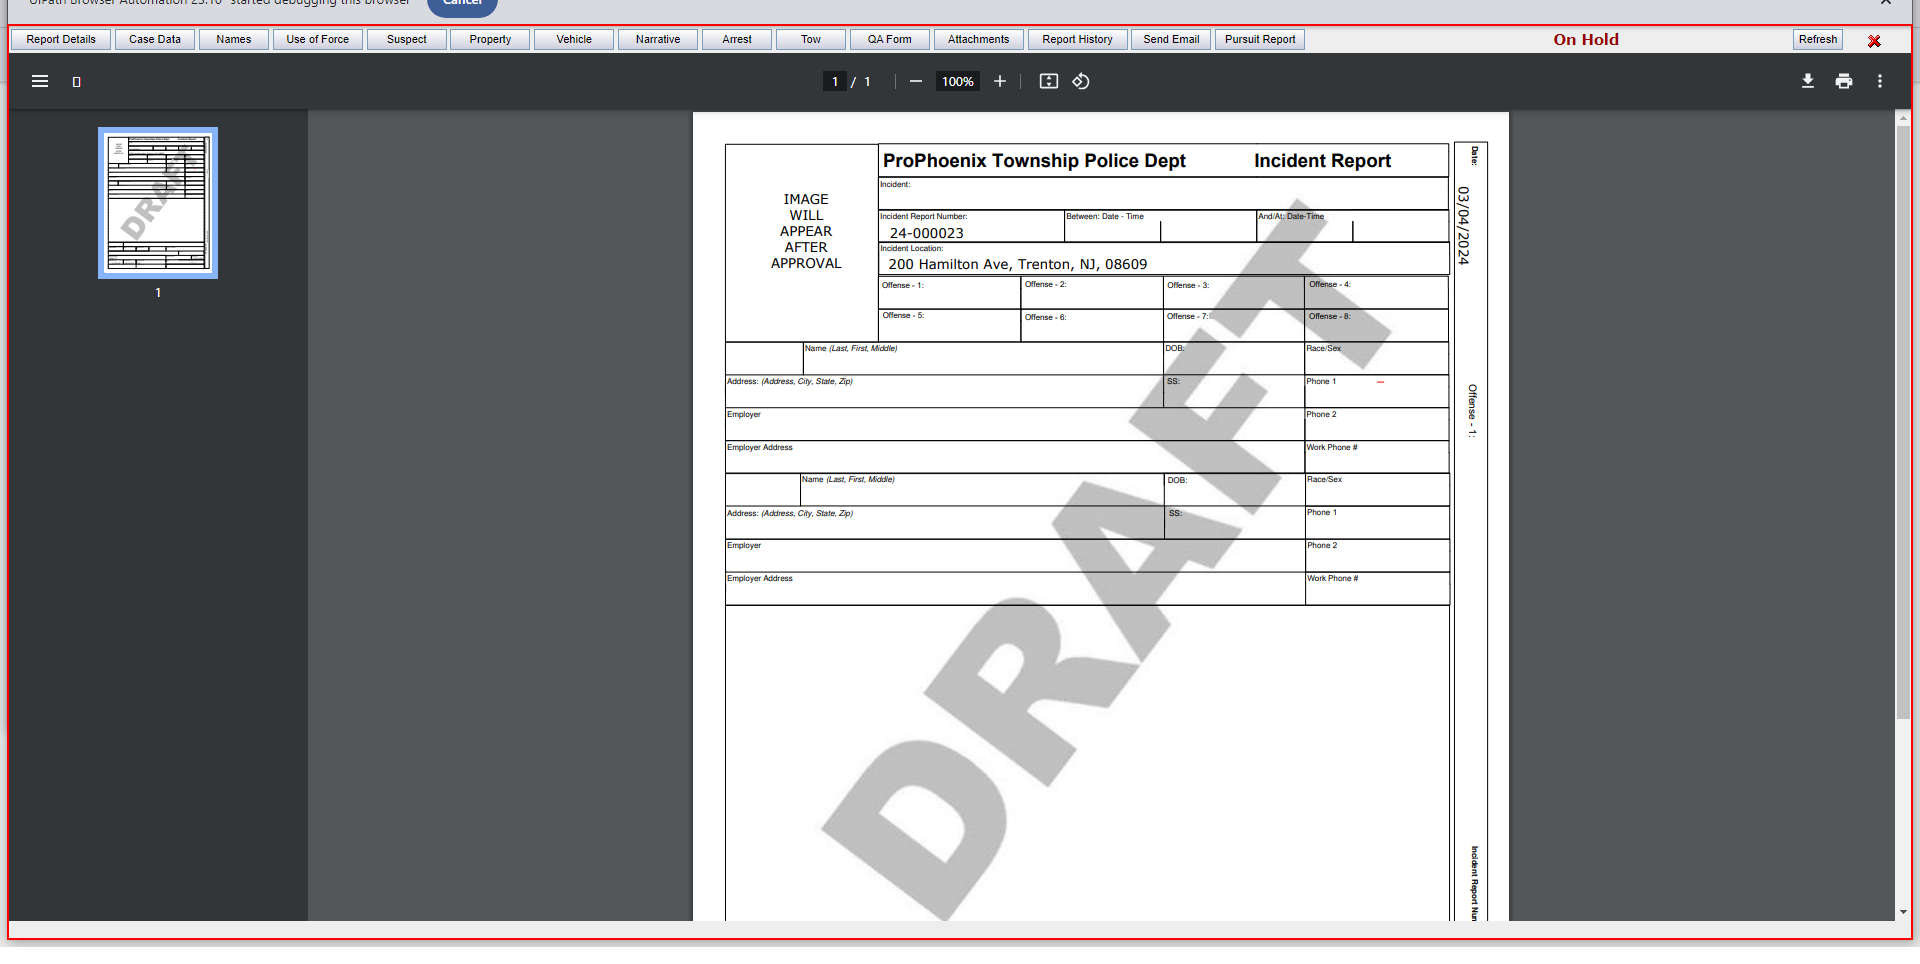 UiPath Browser Automation 23.10" started debugging this browser Cancel
Report Details Case Data Names Use of Force Suspect Property Vehicle Narrative Arrest Tow QA Form Attachments Report History Send Email Pursuit Report On Hold Refresh
1 / 1 100%
1
ProPhoenix Township Police Dept Incident Report
IMAGE
WILL
APPEAR
AFTER
APPROVAL
Incident:
Incident Report Number: Between: Date - Time And/At: Date-Time
24-000023
Incident Location:
200 Hamilton Ave, Trenton, NJ, 08609
Offense - 1: Offense - 2: Offense - 3: Offense - 4:
Offense - 5: Offense - 6: Offense - 7: Offense - 8:
Name (Last, First, Middle) DOB: Race/Sex
Address: (Address, City, State, Zip) SS: Phone 1
Employer Phone 2
Employer Address Work Phone #
Name (Last, First, Middle) DOB: Race/Sex
Address: (Address, City, State, Zip) SS: Phone 1
Employer Phone 2
Employer Address Work Phone #
DRAFT
Date: 03/04/2024
Offense - 1:
Incident Report Nun